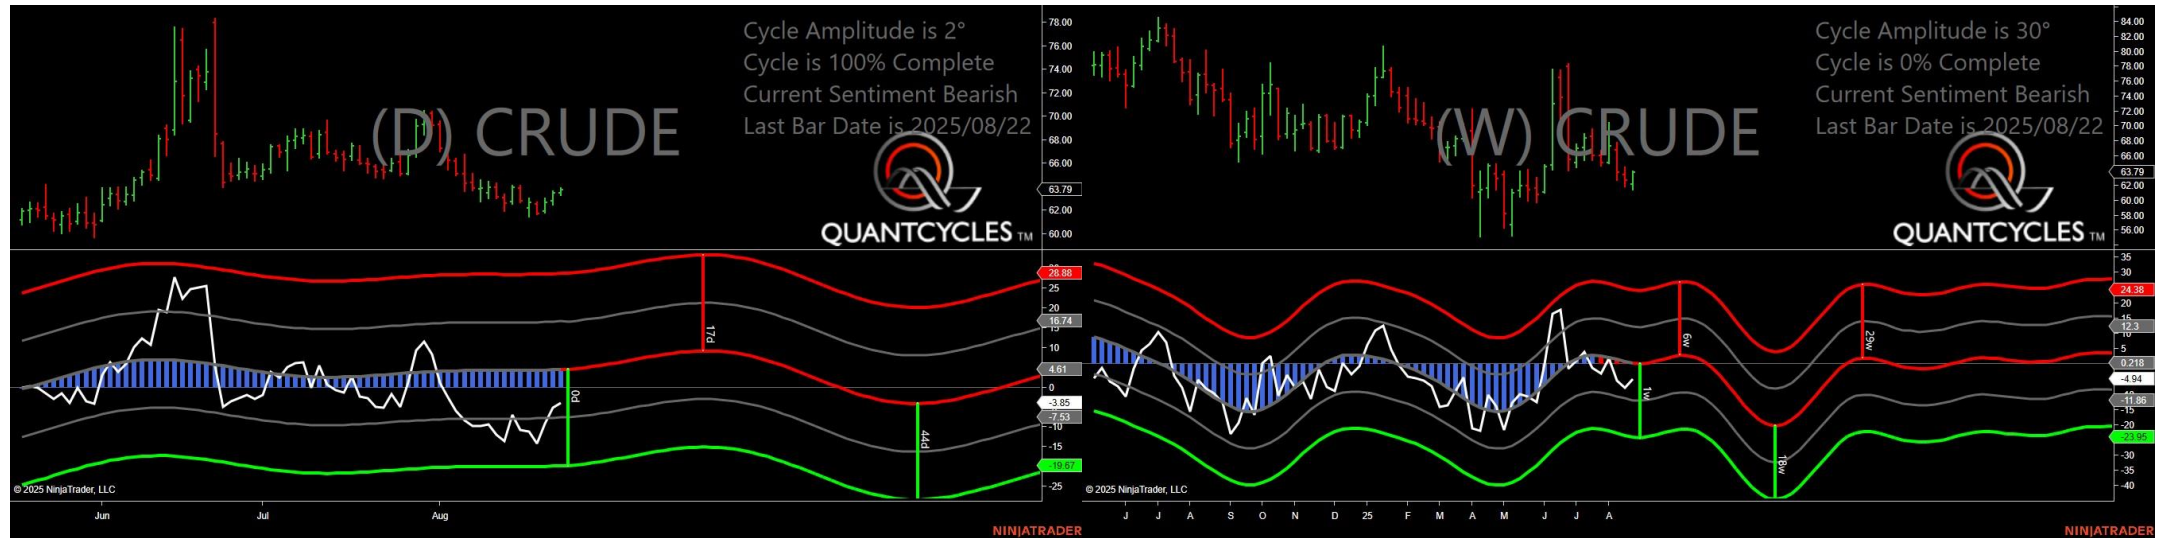 Cycle Amplitude is 2°
Cycle is 100% Complete
Current Sentiment Bearish
Last Bar Date is 2025/08/22
(D) CRUDE
QUANTCYCLES TM
78.00
76.00
74.00
72.00
70.00
68.00
66.00
63.79
62.00
60.00
28.88
25
20
16.74
15
10
4.61
0
-3.85
-7.53
-10
-15
-19.67
-25
17d
0d
44d
© 2025 NinjaTrader, LLC
Jun Jul Aug
NINJATRADER
Cycle Amplitude is 30°
Cycle is 0% Complete
Current Sentiment Bearish
Last Bar Date is 2025/08/22
(W) CRUDE
QUANTCYCLES TM
84.00
82.00
80.00
78.00
76.00
74.00
72.00
70.00
68.00
66.00
63.79
62.00
60.00
58.00
56.00
35
30
24.38
20
15
12.3
5
0.218
-4.94
-11.86
-15
-20
-23.95
-30
-35
-40
6w
29w
1w
18w
© 2025 NinjaTrader, LLC
J J A S O N D 25 F M A M J J A
NINJATRADER